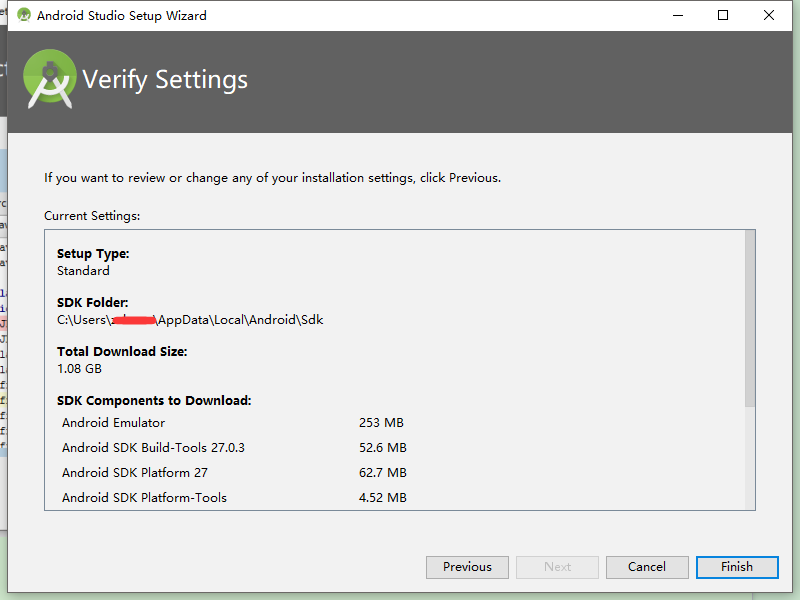 Android Studio Setup Wizard
Verify Settings
If you want to review or change any of your installation settings, click Previous.
Current Settings:
Setup Type:
Standard
SDK Folder:
C:\Users\ \AppData\Local\Android\Sdk
Total Download Size:
1.08 GB
SDK Components to Download:
Android Emulator 253 MB
Android SDK Build-Tools 27.0.3 52.6 MB
Android SDK Platform 27 62.7 MB
Android SDK Platform-Tools 4.52 MB
Previous Next Cancel Finish